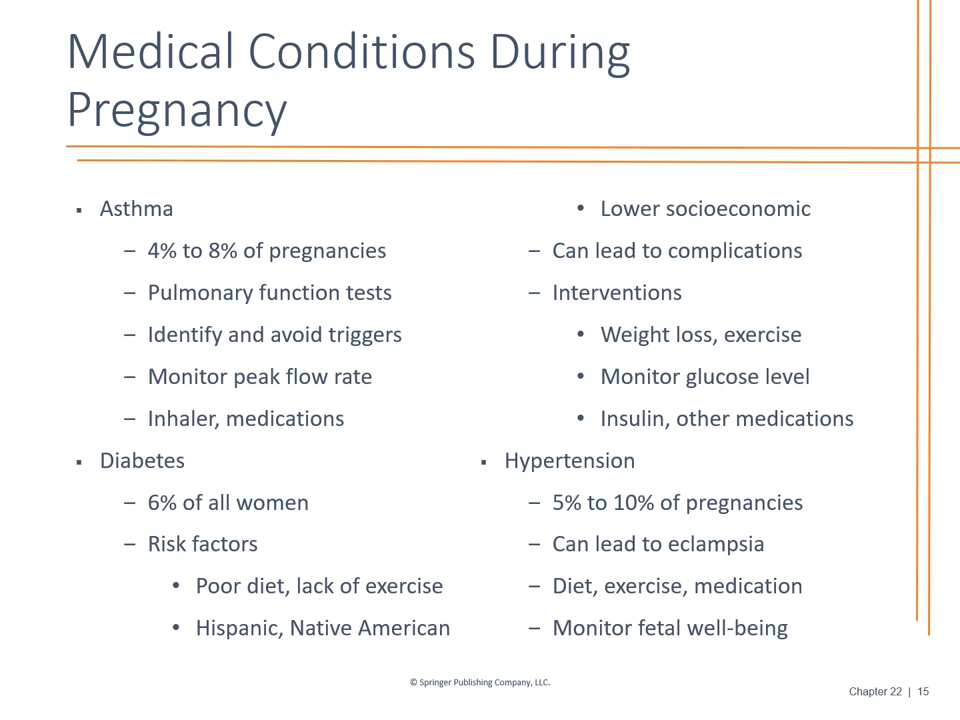 Medical Conditions During
Pregnancy
▪ Asthma
– 4% to 8% of pregnancies
– Pulmonary function tests
– Identify and avoid triggers
– Monitor peak flow rate
– Inhaler, medications
▪ Diabetes
– 6% of all women
– Risk factors
• Poor diet, lack of exercise
• Hispanic, Native American
• Lower socioeconomic
– Can lead to complications
– Interventions
• Weight loss, exercise
• Monitor glucose level
• Insulin, other medications
▪ Hypertension
– 5% to 10% of pregnancies
– Can lead to eclampsia
– Diet, exercise, medication
– Monitor fetal well-being
© Springer Publishing Company, LLC.
Chapter 22 | 15